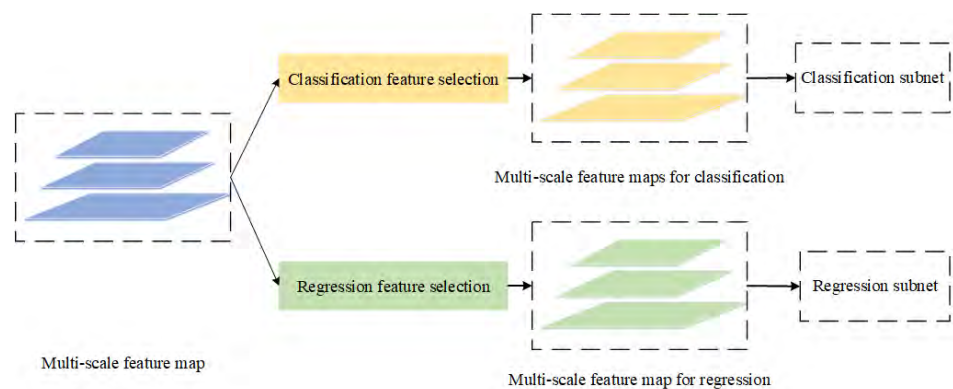 Classification feature selection
Classification subnet
Multi-scale feature maps for classification
Regression feature selection
Regression subnet
Multi-scale feature map
Multi-scale feature map for regression